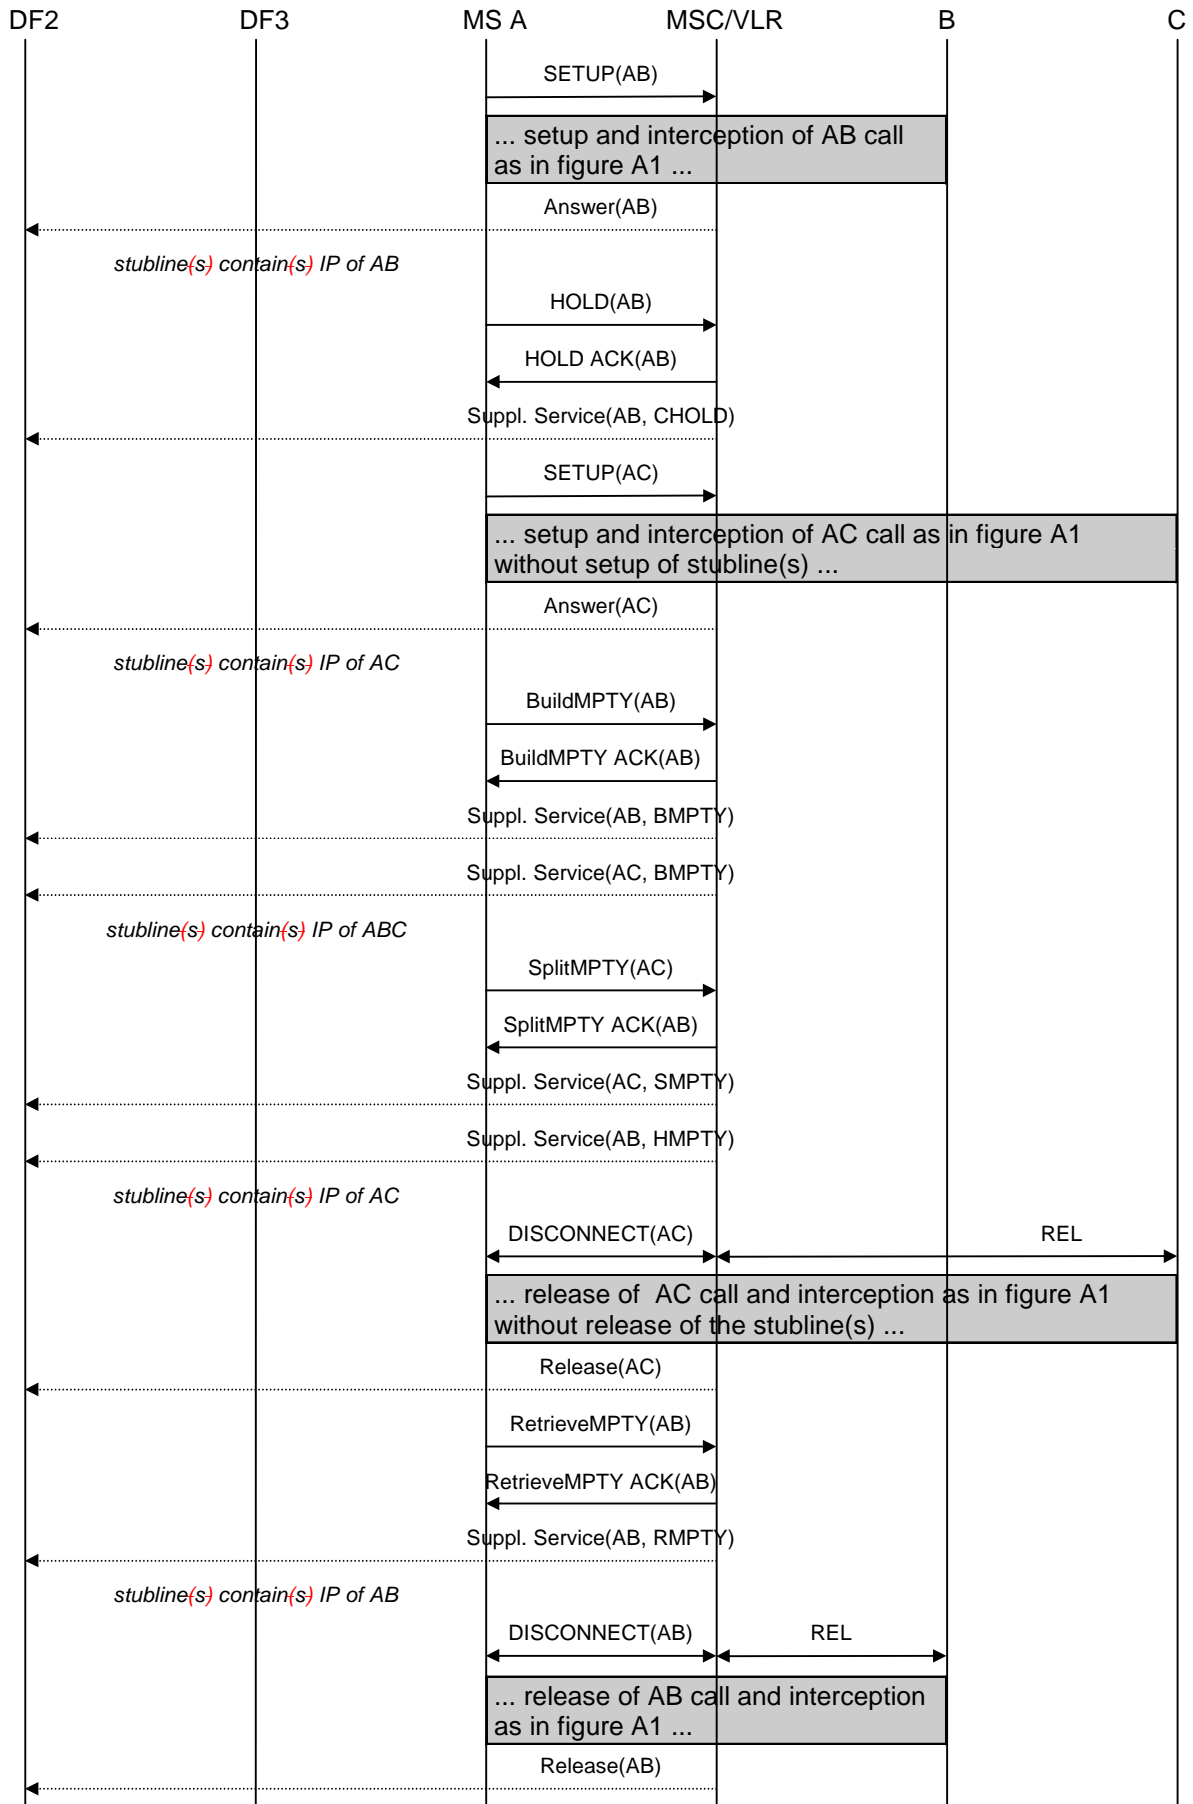 DF2 DF3 MS A MSC/VLR B C
SETUP(AB)
... setup and interception of AB call
as in figure A1 ...
Answer(AB)
stubline(s) contain(s) IP of AB
HOLD(AB)
HOLD ACK(AB)
Suppl. Service(AB, CHOLD)
SETUP(AC)
... setup and interception of AC call as in figure A1
without setup of stubline(s) ...
Answer(AC)
stubline(s) contain(s) IP of AC
BuildMPTY(AB)
BuildMPTY ACK(AB)
Suppl. Service(AB, BMPTY)
Suppl. Service(AC, BMPTY)
stubline(s) contain(s) IP of ABC
SplitMPTY(AC)
SplitMPTY ACK(AB)
Suppl. Service(AC, SMPTY)
Suppl. Service(AB, HMPTY)
stubline(s) contain(s) IP of AC
DISCONNECT(AC) REL
... release of  AC call and interception as in figure A1
without release of the stubline(s) ...
Release(AC)
RetrieveMPTY(AB)
RetrieveMPTY ACK(AB)
Suppl. Service(AB, RMPTY)
stubline(s) contain(s) IP of AB
DISCONNECT(AB) REL
... release of AB call and interception
as in figure A1 ...
Release(AB)